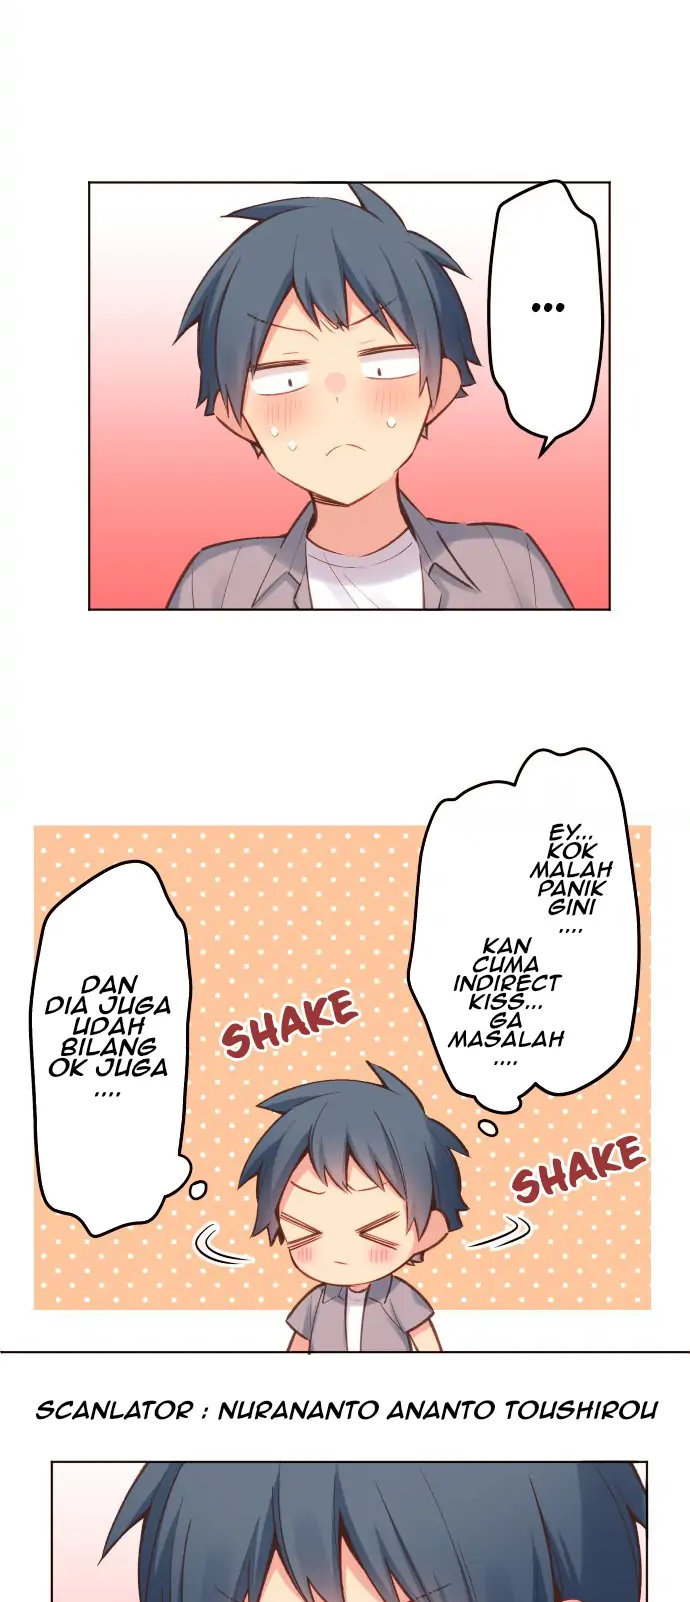 ...
EY...
KOK
MALAH
PANIK
GINI
....
KAN
CUMA
INDIRECT
KISS...
GA
MASALAH
....
SHAKE
DAN
DIA JUGA
UDAH
BILANG
OK JUGA
....
SHAKE
SCANLATOR : NURANANTO ANANTO TOUSHIROU